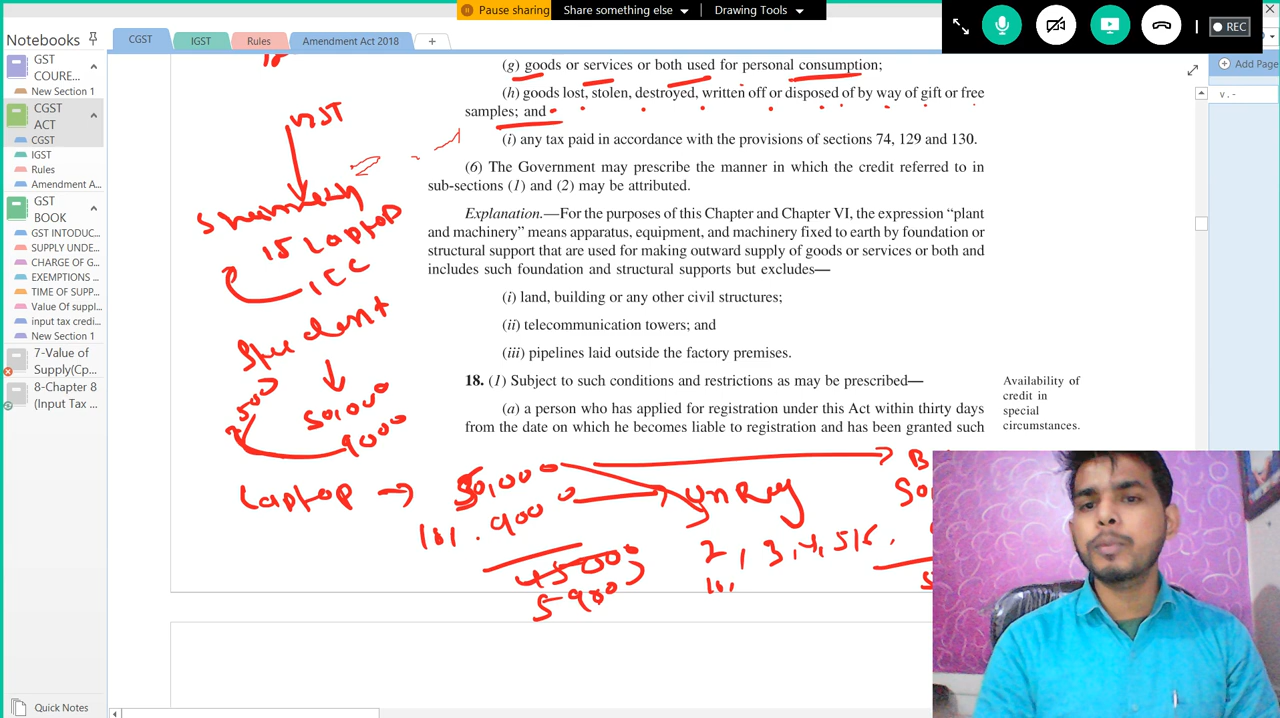 Pause sharing
Share something else
Drawing Tools
REC
Notebooks
CGST
IGST
Rules
Amendment Act 2018
+
Add Page
GST
COURE...
New Section 1
CGST
ACT
CGST
IGST
Rules
Amendment A...
GST
BOOK
GST INTODUC...
SUPPLY UNDE...
CHARGE OF G...
EXEMPTIONS ...
TIME OF SUPP...
Value Of suppl...
input tax credi...
New Section 1
7-Value of
Supply(Cp...
8-Chapter 8
(Input Tax ...
Quick Notes
v . -
(g) goods or services or both used for personal consumption;
(h) goods lost, stolen, destroyed, written off or disposed of by way of gift or free
samples; and
(i) any tax paid in accordance with the provisions of sections 74, 129 and 130.
(6) The Government may prescribe the manner in which the credit referred to in
sub-sections (1) and (2) may be attributed.
Explanation.—For the purposes of this Chapter and Chapter VI, the expression “plant
and machinery” means apparatus, equipment, and machinery fixed to earth by foundation or
structural support that are used for making outward supply of goods or services or both and
includes such foundation and structural supports but excludes—
(i) land, building or any other civil structures;
(ii) telecommunication towers; and
(iii) pipelines laid outside the factory premises.
18. (1) Subject to such conditions and restrictions as may be prescribed—
(a) a person who has applied for registration under this Act within thirty days
from the date on which he becomes liable to registration and has been granted such
Availability of
credit in
special
circumstances.
15 Laptop
50,000
9000
Laptop
50,000
UnReg
2, 3, 4, 5